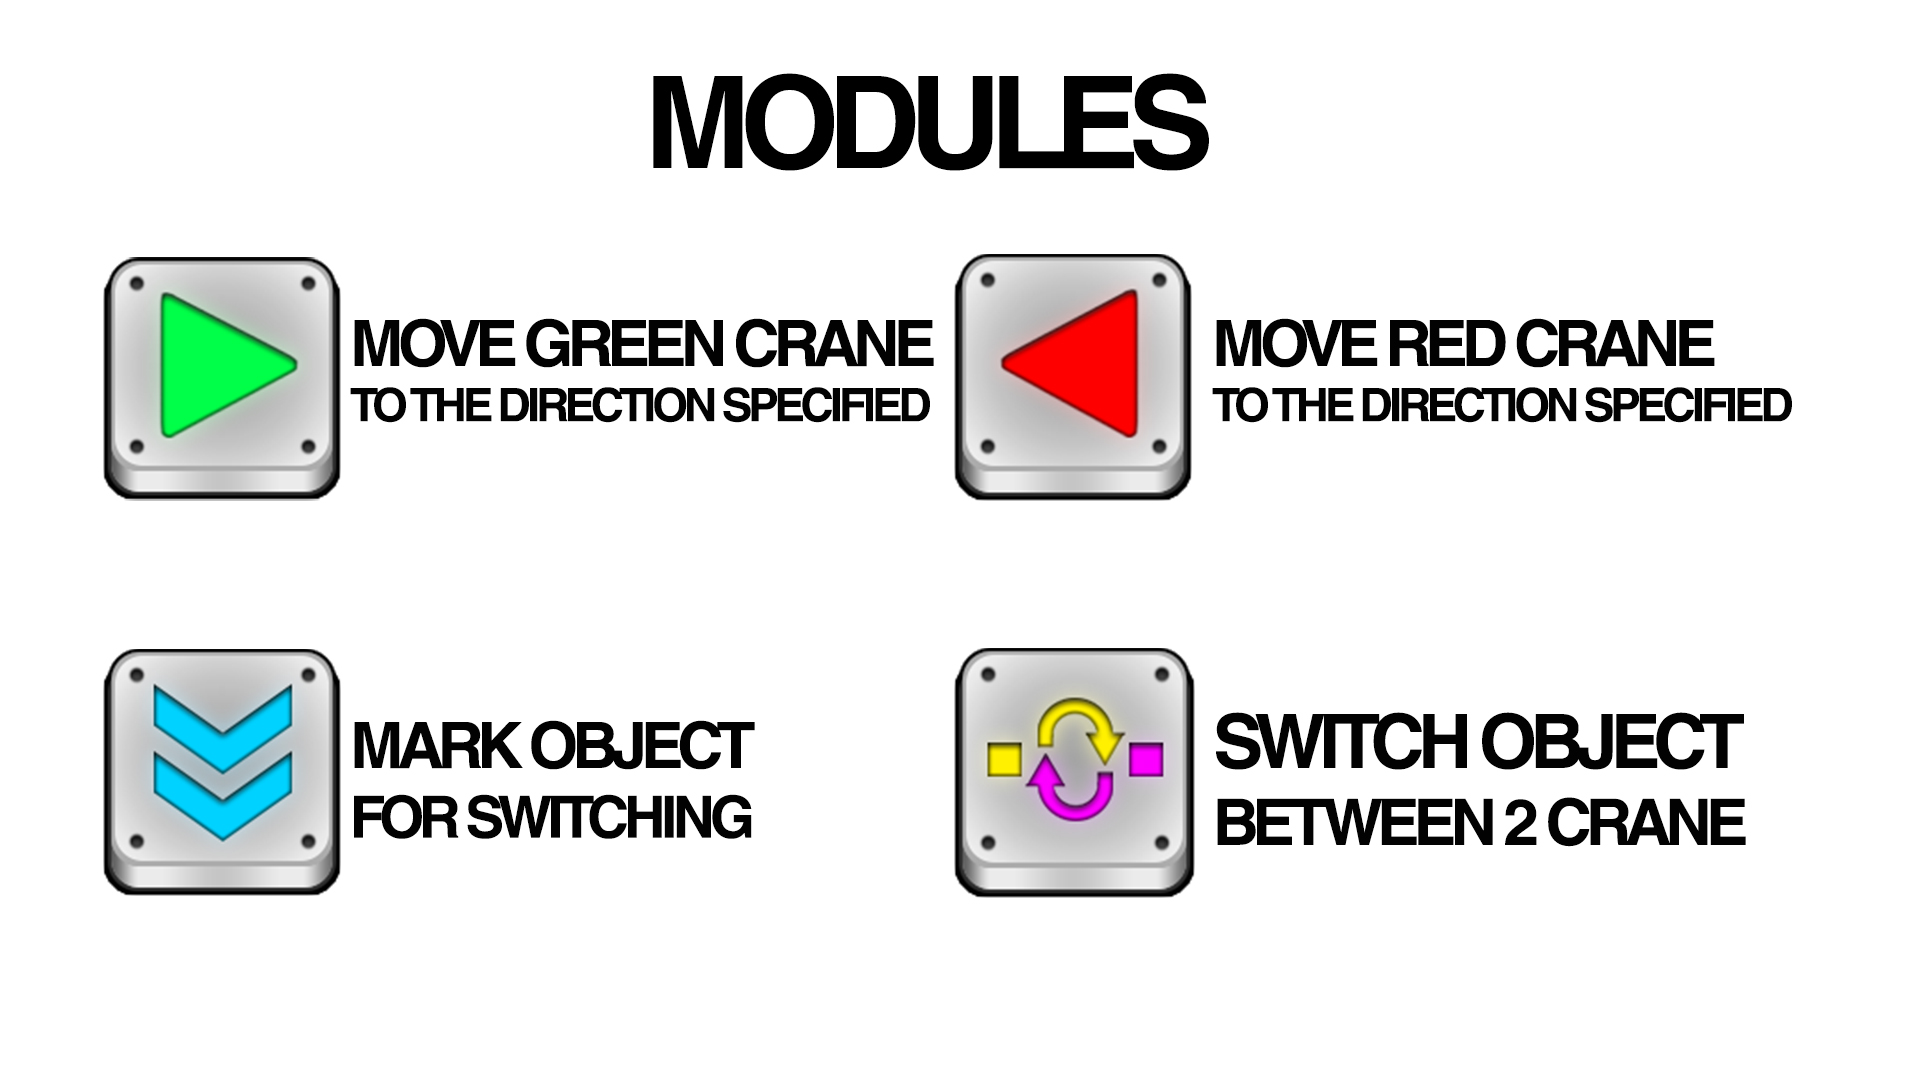 MODULES
MOVE GREEN CRANE
TO THE DIRECTION SPECIFIED
MOVE RED CRANE
TO THE DIRECTION SPECIFIED
MARK OBJECT
FOR SWITCHING
SWITCH OBJECT
BETWEEN 2 CRANE